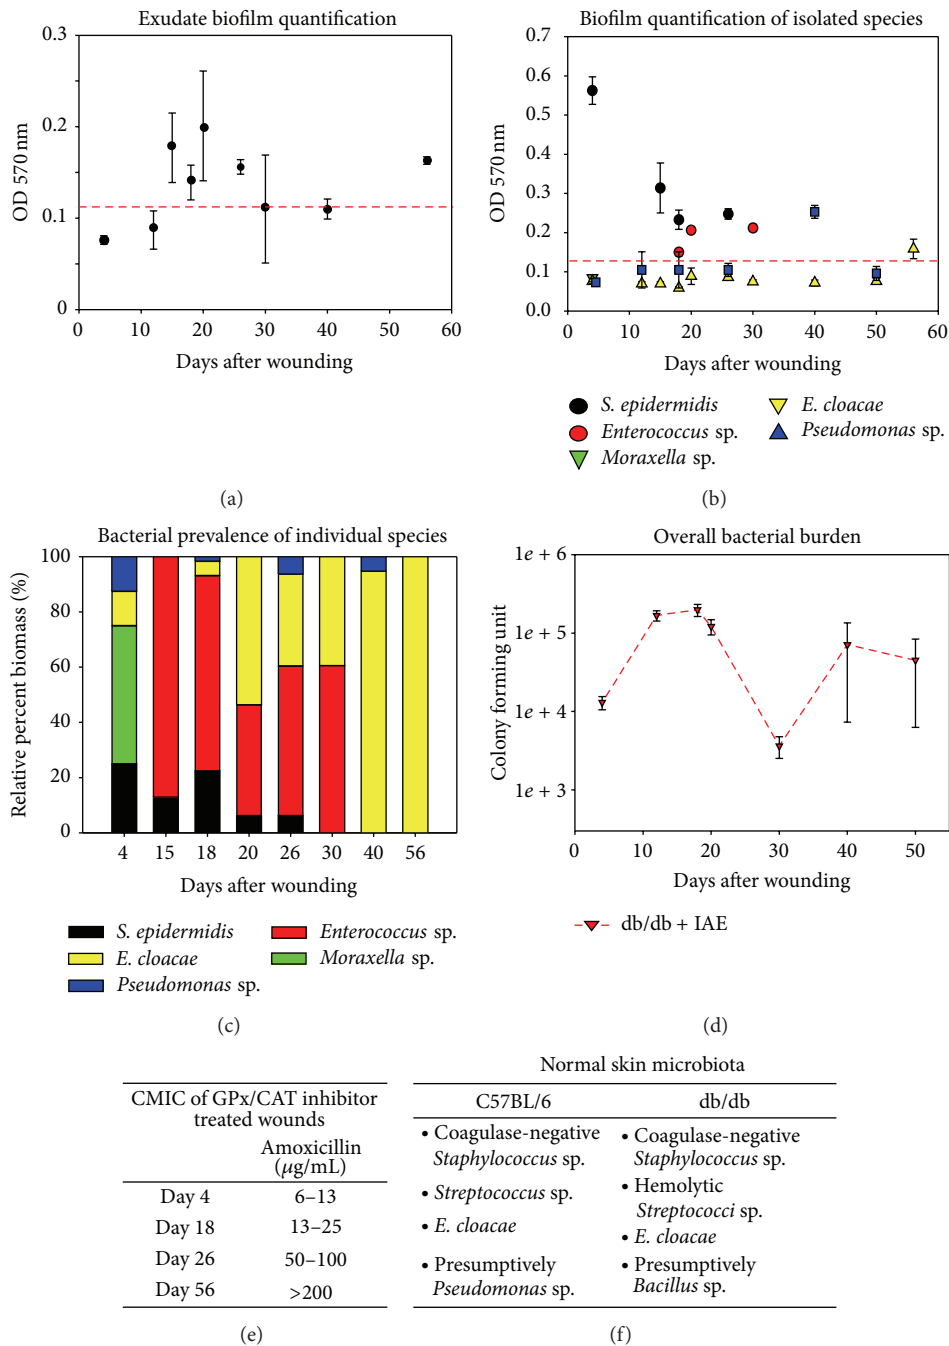 Exudate biofilm quantification
0.3
0.2
0.1
0
OD 570 nm
0 10 20 30 40 50 60
Days after wounding
(a)
Biofilm quantification of isolated species
0.7
0.6
0.5
0.4
0.3
0.2
0.1
0.0
OD 570 nm
0 10 20 30 40 50 60
Days after wounding
S. epidermidis
Enterococcus sp.
Moraxella sp.
E. cloacae
Pseudomonas sp.
(b)
Bacterial prevalence of individual species
100
80
60
40
20
0
Relative percent biomass (%)
4 15 18 20 26 30 40 56
Days after wounding
S. epidermidis
E. cloacae
Pseudomonas sp.
Enterococcus sp.
Moraxella sp.
(c)
Overall bacterial burden
1e + 6
1e + 5
1e + 4
1e + 3
Colony forming unit
0 10 20 30 40 50
Days after wounding
db/db + IAE
(d)
CMIC of GPx/CAT inhibitor
treated wounds
Amoxicillin
(μg/mL)
Day 4 6–13
Day 18 13–25
Day 26 50–100
Day 56 >200
(e)
Normal skin microbiota
C57BL/6 db/db
• Coagulase-negative
Staphylococcus sp.
• Streptococcus sp.
• E. cloacae
• Presumptively
Pseudomonas sp.
• Coagulase-negative
Staphylococcus sp.
• Hemolytic
Streptococci sp.
• E. cloacae
• Presumptively
Bacillus sp.
(f)